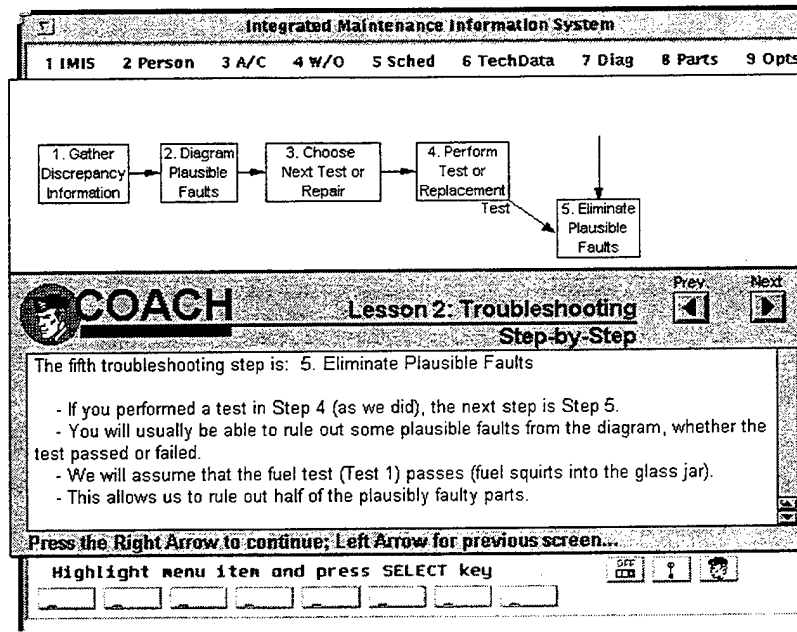 Integrated Maintenance Information System
1 IMIS 2 Person 3 A/C 4 W/O 5 Sched 6 TechData 7 Diag 8 Parts 9 Opts
1. Gather
Discrepancy
Information
2. Diagram
Plausible
Faults
3. Choose
Next Test or
Repair
4. Perform
Test or
Replacement
Test
5. Eliminate
Plausible
Faults
COACH
Lesson 2: Troubleshooting
Step-by-Step
Prev
Next
The fifth troubleshooting step is: 5. Eliminate Plausible Faults
- If you performed a test in Step 4 (as we did), the next step is Step 5.
- You will usually be able to rule out some plausible faults from the diagram, whether the
test passed or failed.
- We will assume that the fuel test (Test 1) passes (fuel squirts into the glass jar).
- This allows us to rule out half of the plausibly faulty parts.
Press the Right Arrow to continue; Left Arrow for previous screen...
Highlight menu item and press SELECT key
OFF